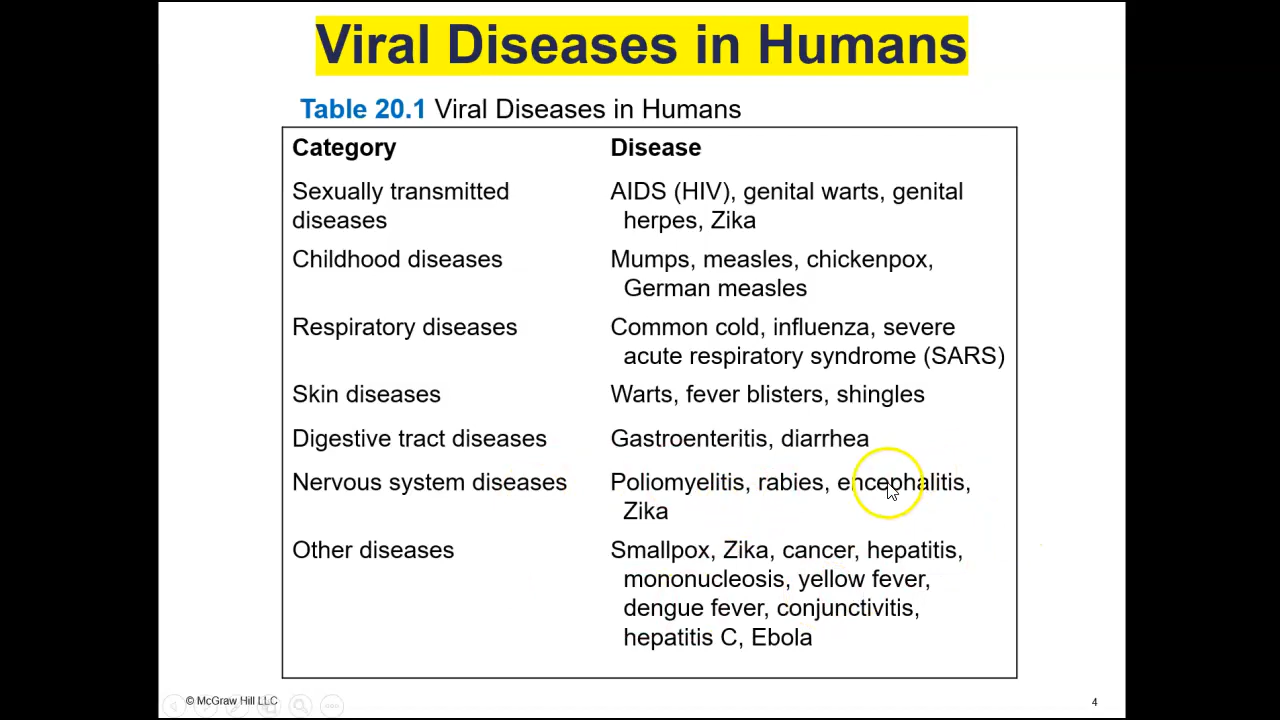 Viral Diseases in Humans
Table 20.1 Viral Diseases in Humans
Category Disease
Sexually transmitted diseases AIDS (HIV), genital warts, genital herpes, Zika
Childhood diseases Mumps, measles, chickenpox, German measles
Respiratory diseases Common cold, influenza, severe acute respiratory syndrome (SARS)
Skin diseases Warts, fever blisters, shingles
Digestive tract diseases Gastroenteritis, diarrhea
Nervous system diseases Poliomyelitis, rabies, encephalitis, Zika
Other diseases Smallpox, Zika, cancer, hepatitis, mononucleosis, yellow fever, dengue fever, conjunctivitis, hepatitis C, Ebola
© McGraw Hill LLC 4